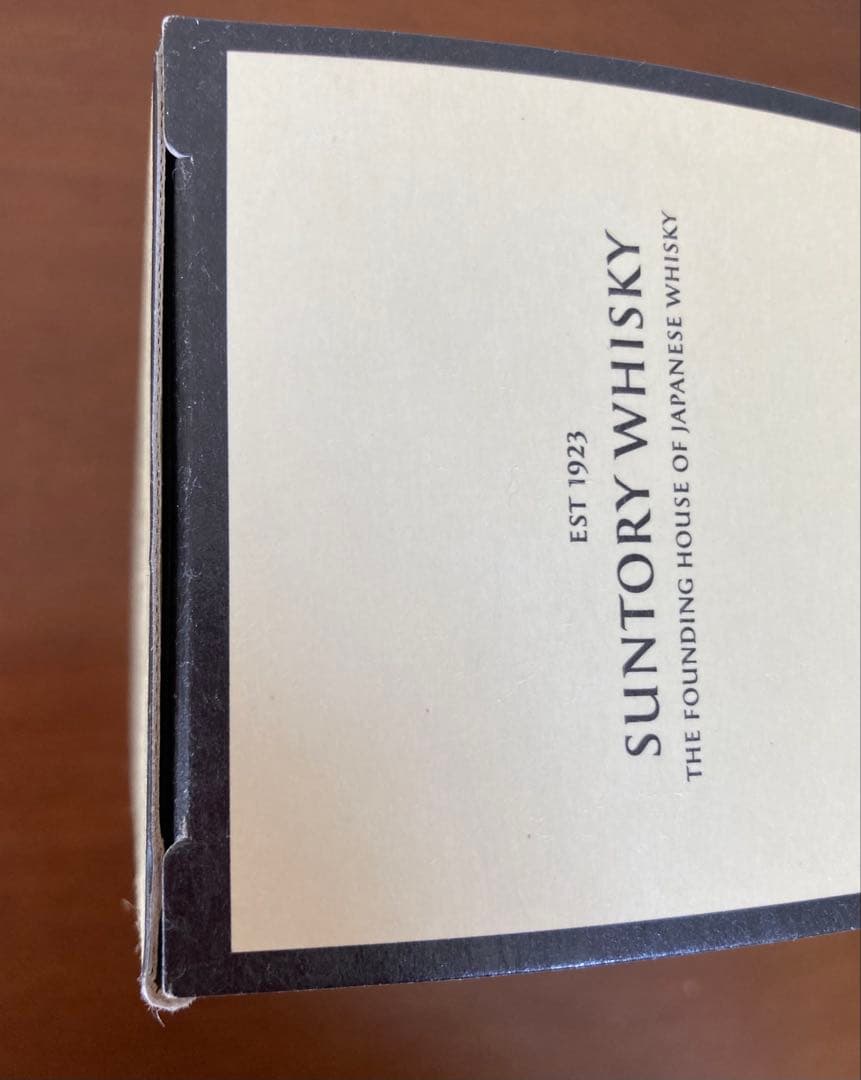 EST 1923
SUNTORY WHISKY
THE FOUNDING HOUSE OF JAPANESE WHISKY